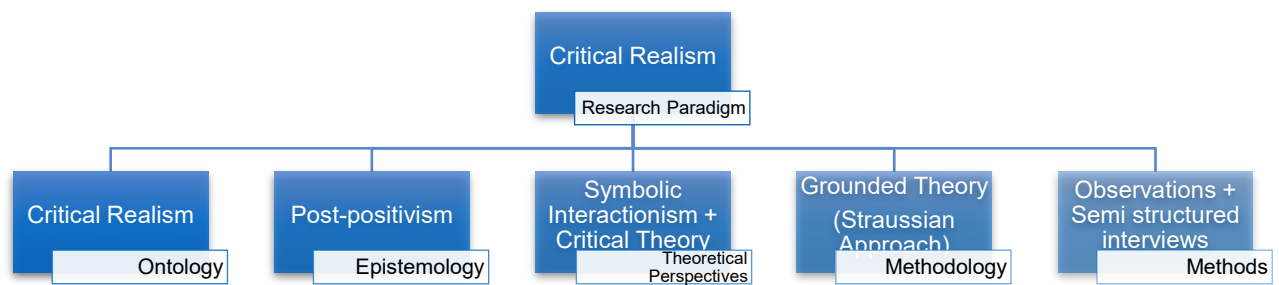 Critical Realism
Research Paradigm
Critical Realism
Ontology
Post-positivism
Epistemology
Symbolic
Interactionism +
Critical Theory
Theoretical
Perspectives
Grounded Theory
(Straussian
Approach)
Methodology
Observations +
Semi structured
interviews
Methods